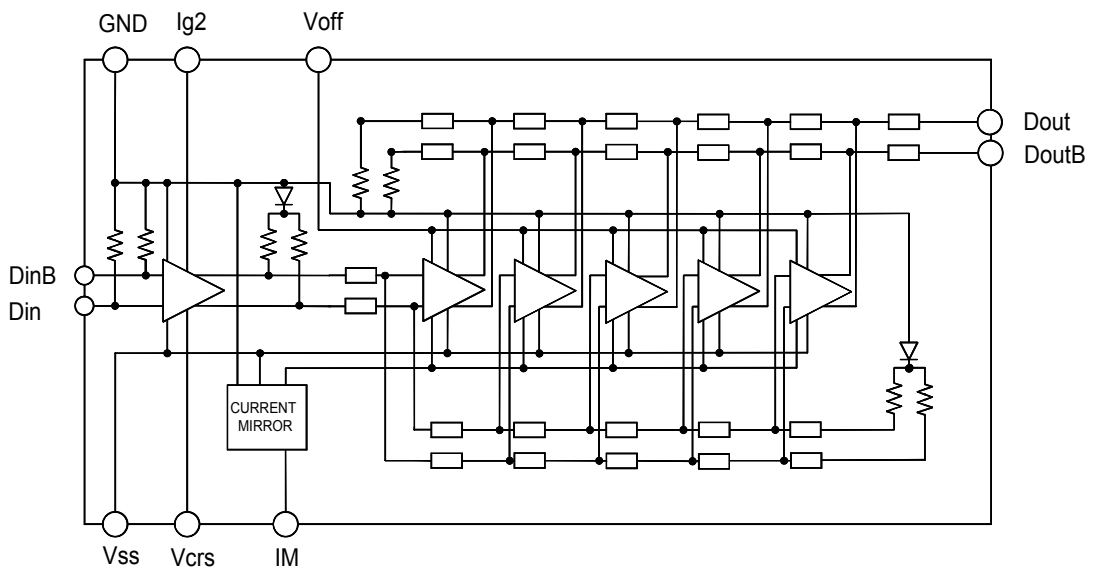 GND
Ig2
Voff
Dout
DoutB
DinB
Din
CURRENT
MIRROR
Vss
Vcrs
IM